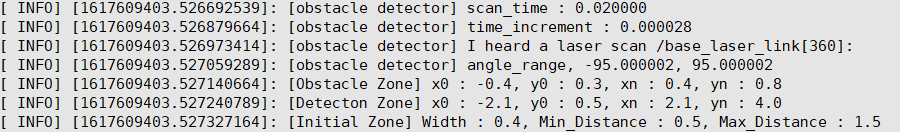 [ INFO] [1617609403.526692539]: [obstacle detector] scan_time : 0.020000
[ INFO] [1617609403.526879664]: [obstacle detector] time_increment : 0.000028
[ INFO] [1617609403.526973414]: [obstacle detector] I heard a laser scan /base_laser_link[360]:
[ INFO] [1617609403.527059289]: [obstacle detector] angle_range, -95.000002, 95.000002
[ INFO] [1617609403.527140664]: [Obstacle Zone] x0 : -0.4, y0 : 0.3, xn : 0.4, yn : 0.8
[ INFO] [1617609403.527240789]: [Detecton Zone] x0 : -2.1, y0 : 0.5, xn : 2.1, yn : 4.0
[ INFO] [1617609403.527327164]: [Initial Zone] Width : 0.4, Min_Distance : 0.5, Max_Distance : 1.5